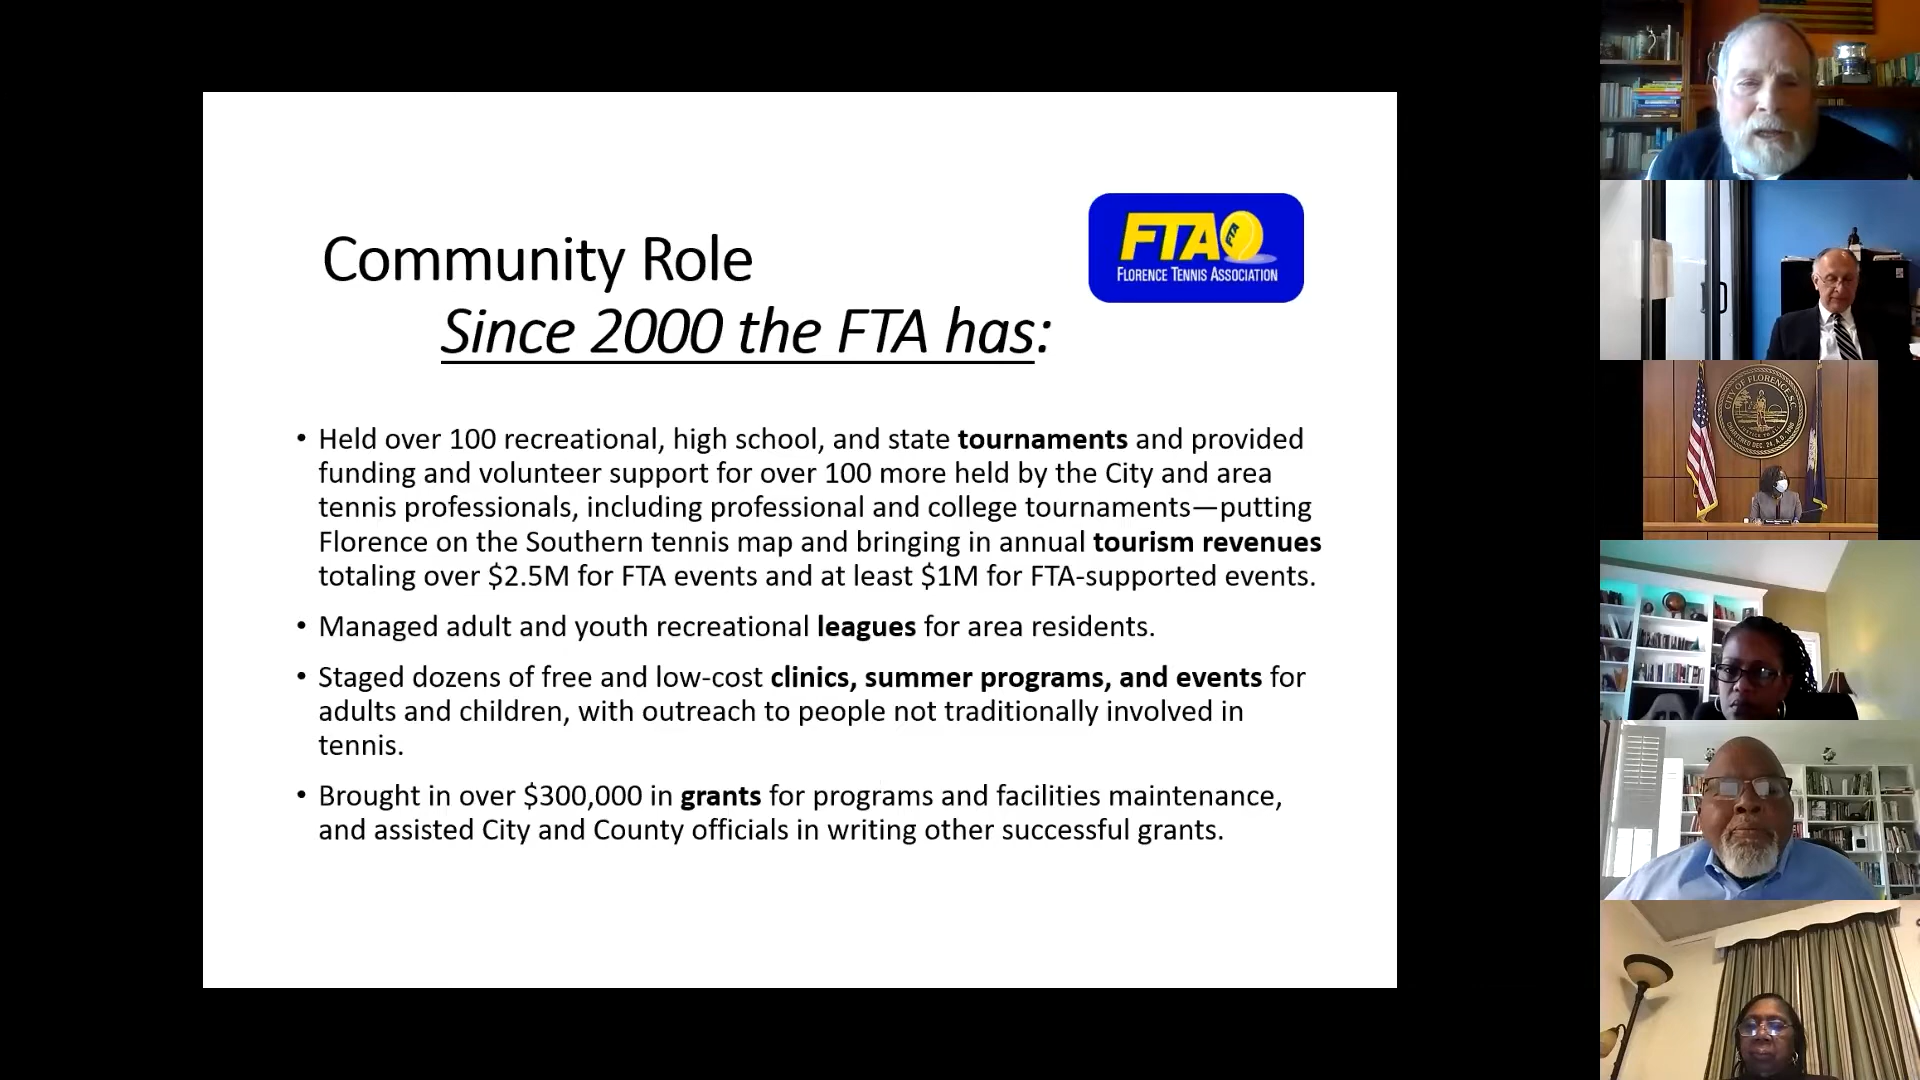 Community Role
Since 2000 the FTA has:
FTA
FTA
FLORENCE TENNIS ASSOCIATION
• Held over 100 recreational, high school, and state tournaments and provided
funding and volunteer support for over 100 more held by the City and area
tennis professionals, including professional and college tournaments—putting
Florence on the Southern tennis map and bringing in annual tourism revenues
totaling over $2.5M for FTA events and at least $1M for FTA-supported events.
• Managed adult and youth recreational leagues for area residents.
• Staged dozens of free and low-cost clinics, summer programs, and events for
adults and children, with outreach to people not traditionally involved in
tennis.
• Brought in over $300,000 in grants for programs and facilities maintenance,
and assisted City and County officials in writing other successful grants.
CITY OF FLORENCE, SC